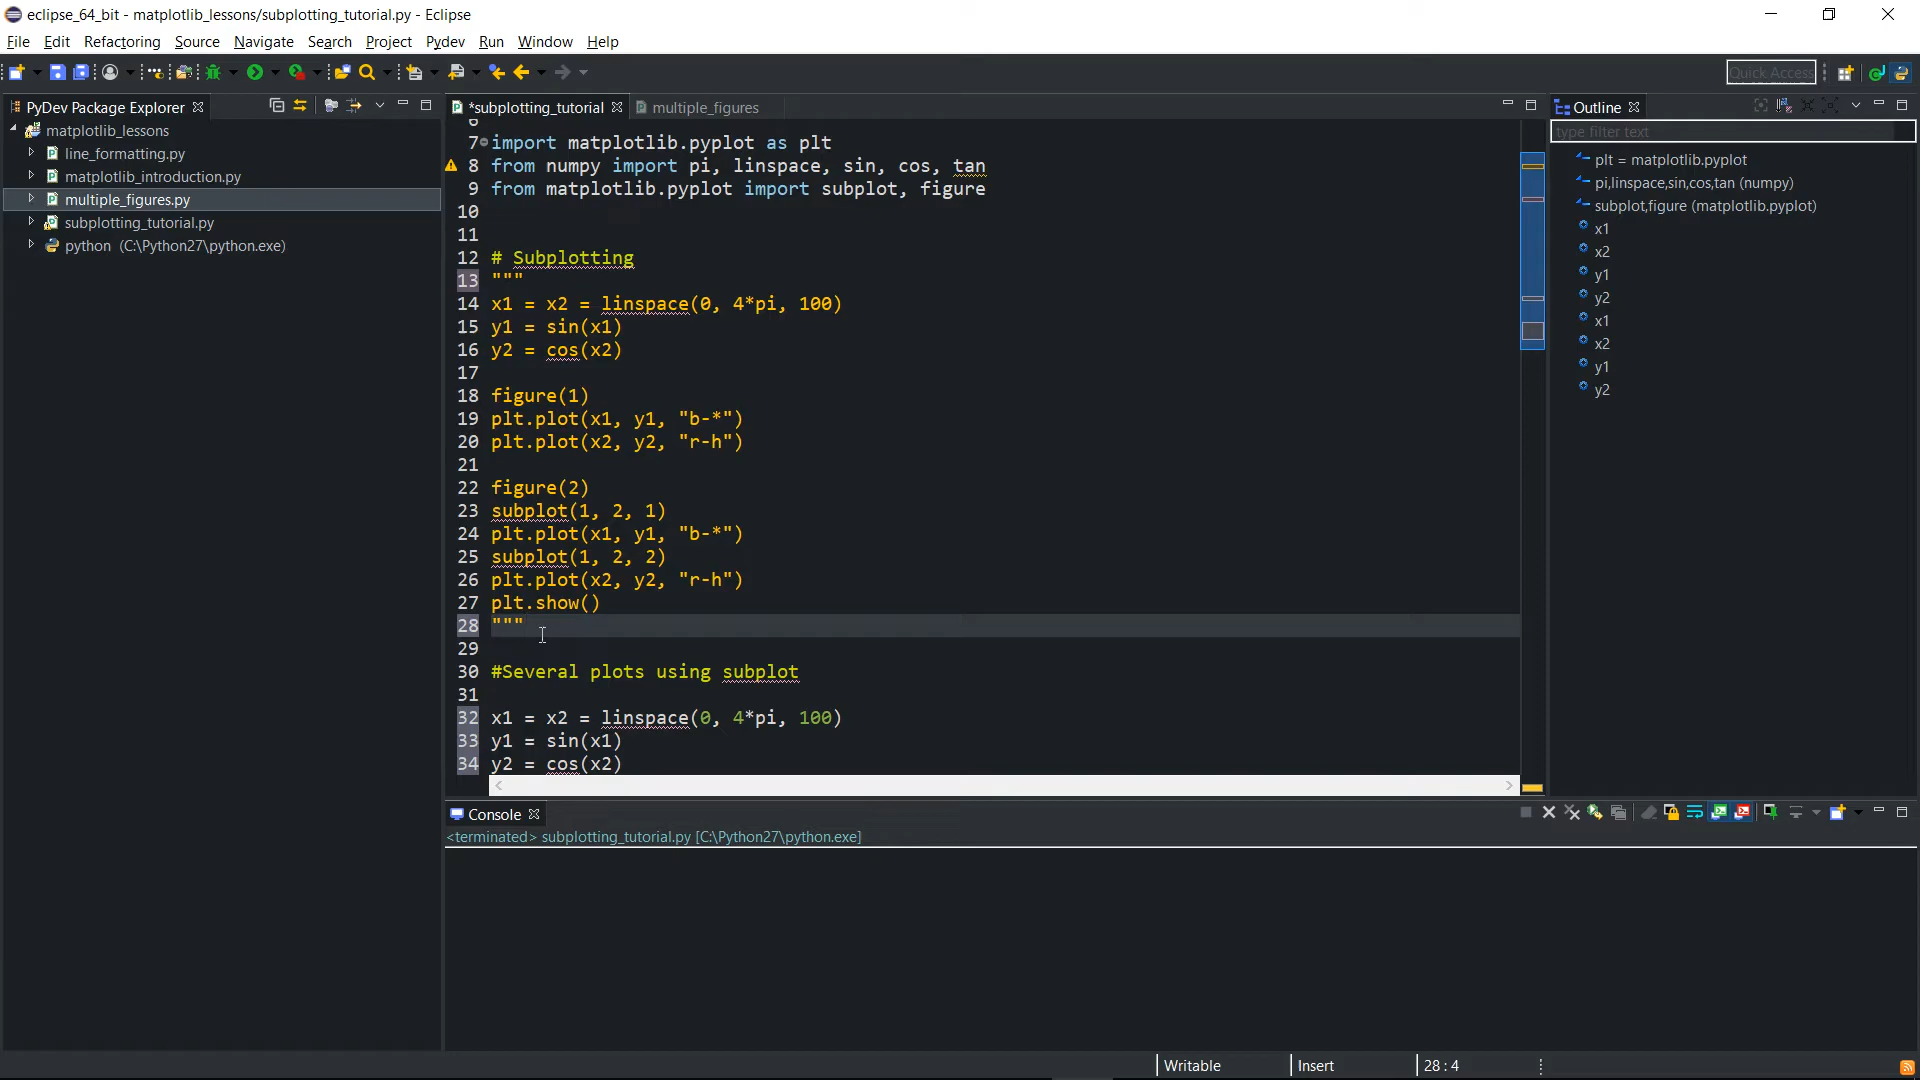 eclipse_64_bit - matplotlib_lessons/subplotting_tutorial.py - Eclipse
File Edit Refactoring Source Navigate Search Project Pydev Run Window Help
Quick Access
PyDev Package Explorer
matplotlib_lessons
line_formatting.py
matplotlib_introduction.py
multiple_figures.py
subplotting_tutorial.py
python (C:\Python27\python.exe)
*subplotting_tutorial multiple_figures
6
7 import matplotlib.pyplot as plt
8 from numpy import pi, linspace, sin, cos, tan
9 from matplotlib.pyplot import subplot, figure
10
11
12 # Subplotting
13 """
14 x1 = x2 = linspace(0, 4*pi, 100)
15 y1 = sin(x1)
16 y2 = cos(x2)
17
18 figure(1)
19 plt.plot(x1, y1, "b-*")
20 plt.plot(x2, y2, "r-h")
21
22 figure(2)
23 subplot(1, 2, 1)
24 plt.plot(x1, y1, "b-*")
25 subplot(1, 2, 2)
26 plt.plot(x2, y2, "r-h")
27 plt.show()
28 """
29
30 #Several plots using subplot
31
32 x1 = x2 = linspace(0, 4*pi, 100)
33 y1 = sin(x1)
34 y2 = cos(x2)
Outline
type filter text
plt = matplotlib.pyplot
pi,linspace,sin,cos,tan (numpy)
subplot,figure (matplotlib.pyplot)
x1
x2
y1
y2
x1
x2
y1
y2
Console
<terminated> subplotting_tutorial.py [C:\Python27\python.exe]
Writable Insert 28 : 4